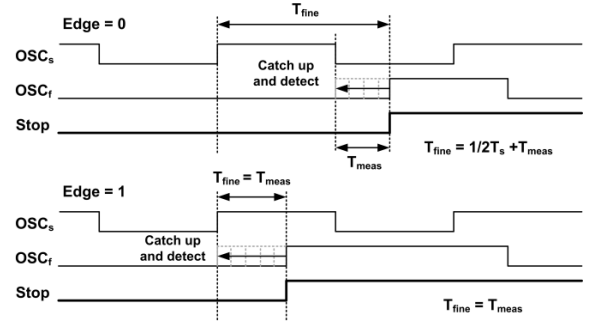 T_fine
Edge = 0
OSC_s
Catch up
and detect
OSC_f
Stop
T_meas
T_fine = 1/2T_s +T_meas
Edge = 1
T_fine = T_meas
OSC_s
Catch up
and detect
OSC_f
Stop
T_fine = T_meas